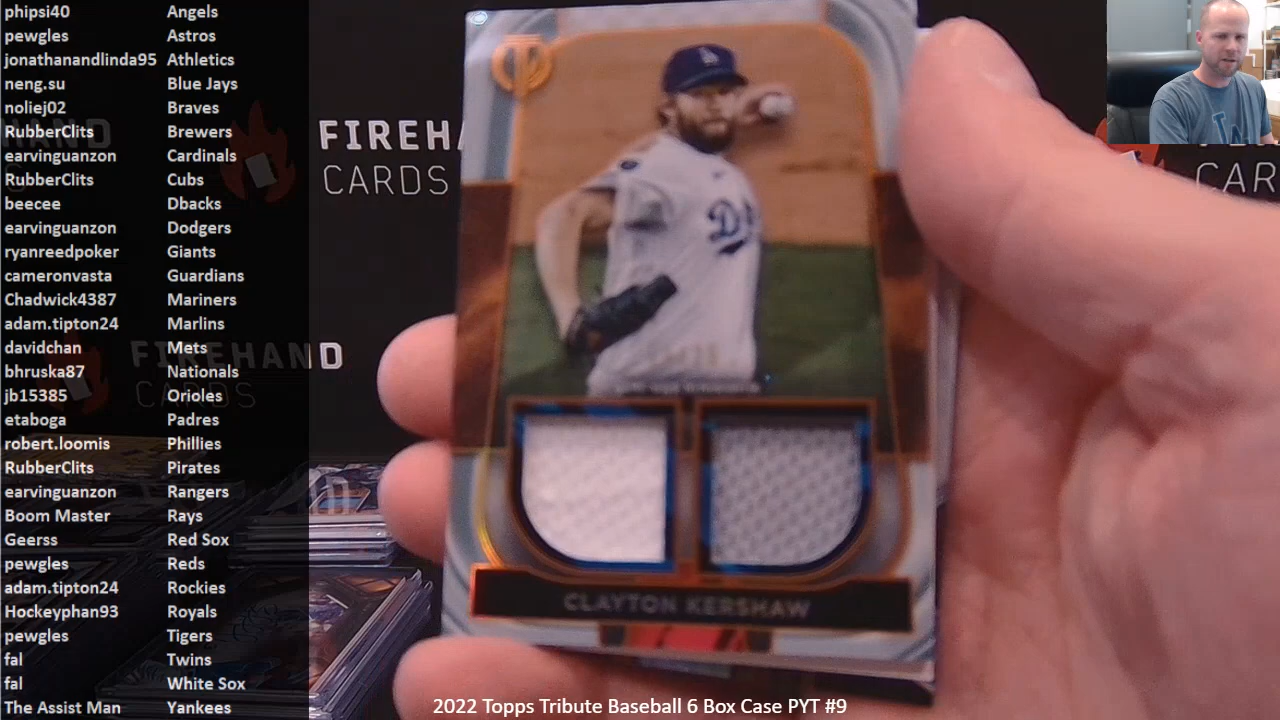 phipsi40 Angels
pewgles Astros
jonathanandlinda95 Athletics
neng.su Blue Jays
noliej02 Braves
RubberClits Brewers
earvinguanzon Cardinals
RubberClits Cubs
beecee Dbacks
earvinguanzon Dodgers
ryanreedpoker Giants
cameronvasta Guardians
Chadwick4387 Mariners
adam.tipton24 Marlins
davidchan Mets
bhruska87 Nationals
jb15385 Orioles
etaboga Padres
robert.loomis Phillies
RubberClits Pirates
earvinguanzon Rangers
Boom Master Rays
Geerss Red Sox
pewgles Reds
adam.tipton24 Rockies
Hockeyphan93 Royals
pewgles Tigers
fal Twins
fal White Sox
The Assist Man Yankees
FIREHA
CARDS
FIREHAND
CARDS
CAR
LA
CLAYTON KERSHAW
2022 Topps Tribute Baseball 6 Box Case PYT #9